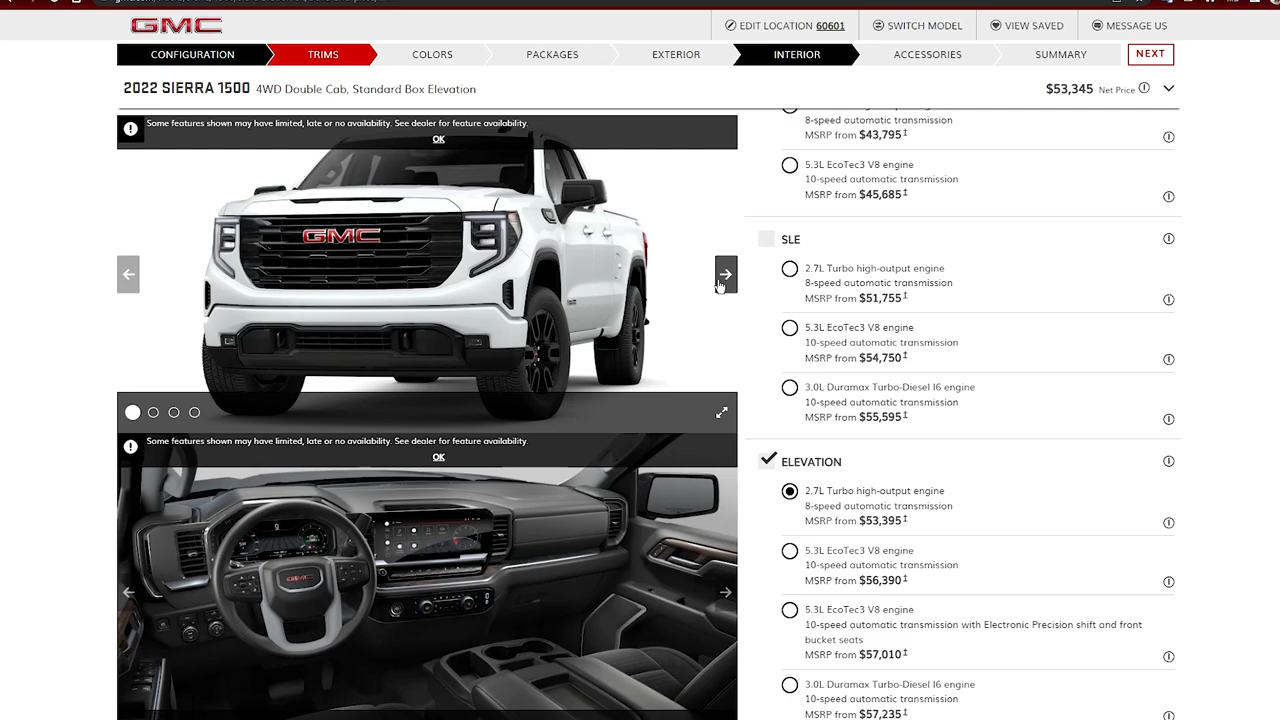 GMC
EDIT LOCATION 60601
SWITCH MODEL
VIEW SAVED
MESSAGE US
CONFIGURATION
TRIMS
COLORS
PACKAGES
EXTERIOR
INTERIOR
ACCESSORIES
SUMMARY
NEXT
2022 SIERRA 1500 4WD Double Cab, Standard Box Elevation
$53,345 Net Price
Some features shown may have limited, late or no availability. See dealer for feature availability.
OK
GMC
Some features shown may have limited, late or no availability. See dealer for feature availability.
OK
GMC
8-speed automatic transmission
MSRP from $43,795‡
5.3L EcoTec3 V8 engine
10-speed automatic transmission
MSRP from $45,685‡
SLE
2.7L Turbo high-output engine
8-speed automatic transmission
MSRP from $51,755‡
5.3L EcoTec3 V8 engine
10-speed automatic transmission
MSRP from $54,750‡
3.0L Duramax Turbo-Diesel I6 engine
10-speed automatic transmission
MSRP from $55,595‡
ELEVATION
2.7L Turbo high-output engine
8-speed automatic transmission
MSRP from $53,395‡
5.3L EcoTec3 V8 engine
10-speed automatic transmission
MSRP from $56,390‡
5.3L EcoTec3 V8 engine
10-speed automatic transmission with Electronic Precision shift and front
bucket seats
MSRP from $57,010‡
3.0L Duramax Turbo-Diesel I6 engine
10-speed automatic transmission
MSRP from $57,235‡